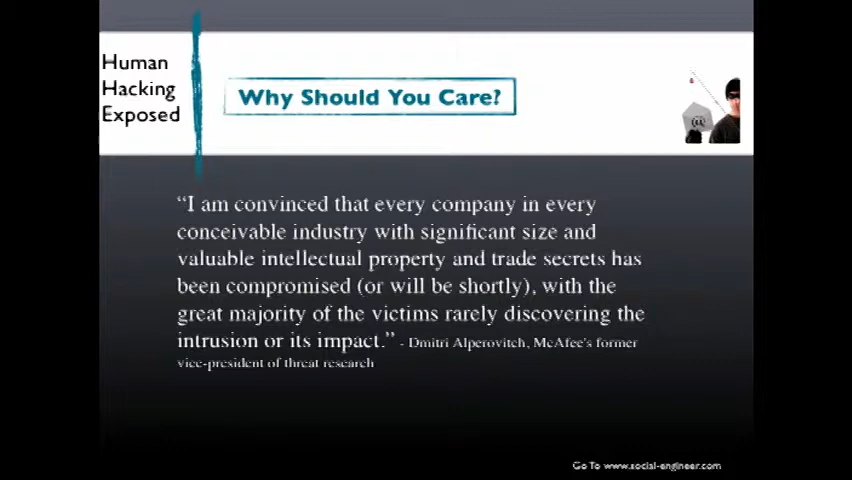 Human
Hacking
Exposed
Why Should You Care?
@
“I am convinced that every company in every
conceivable industry with significant size and
valuable intellectual property and trade secrets has
been compromised (or will be shortly), with the
great majority of the victims rarely discovering the
intrusion or its impact.” - Dmitri Alperovitch, McAfee's former
vice-president of threat research
Go To www.social-engineer.com